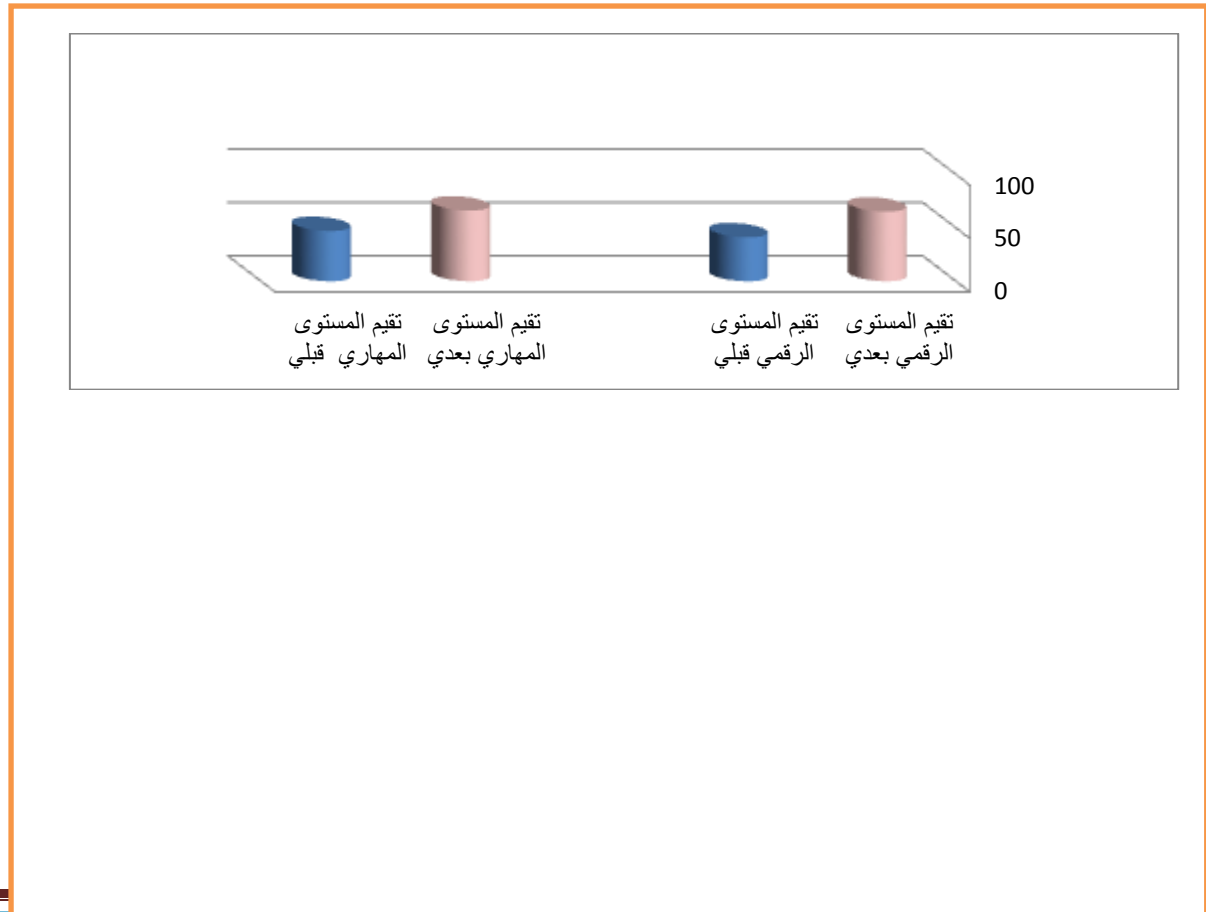 100
50
0
تقيم المستوى
الرقمي بعدي
تقيم المستوى
الرقمي قبلي
تقيم المستوى
المهاري بعدي
تقيم المستوى
المهاري قبلي